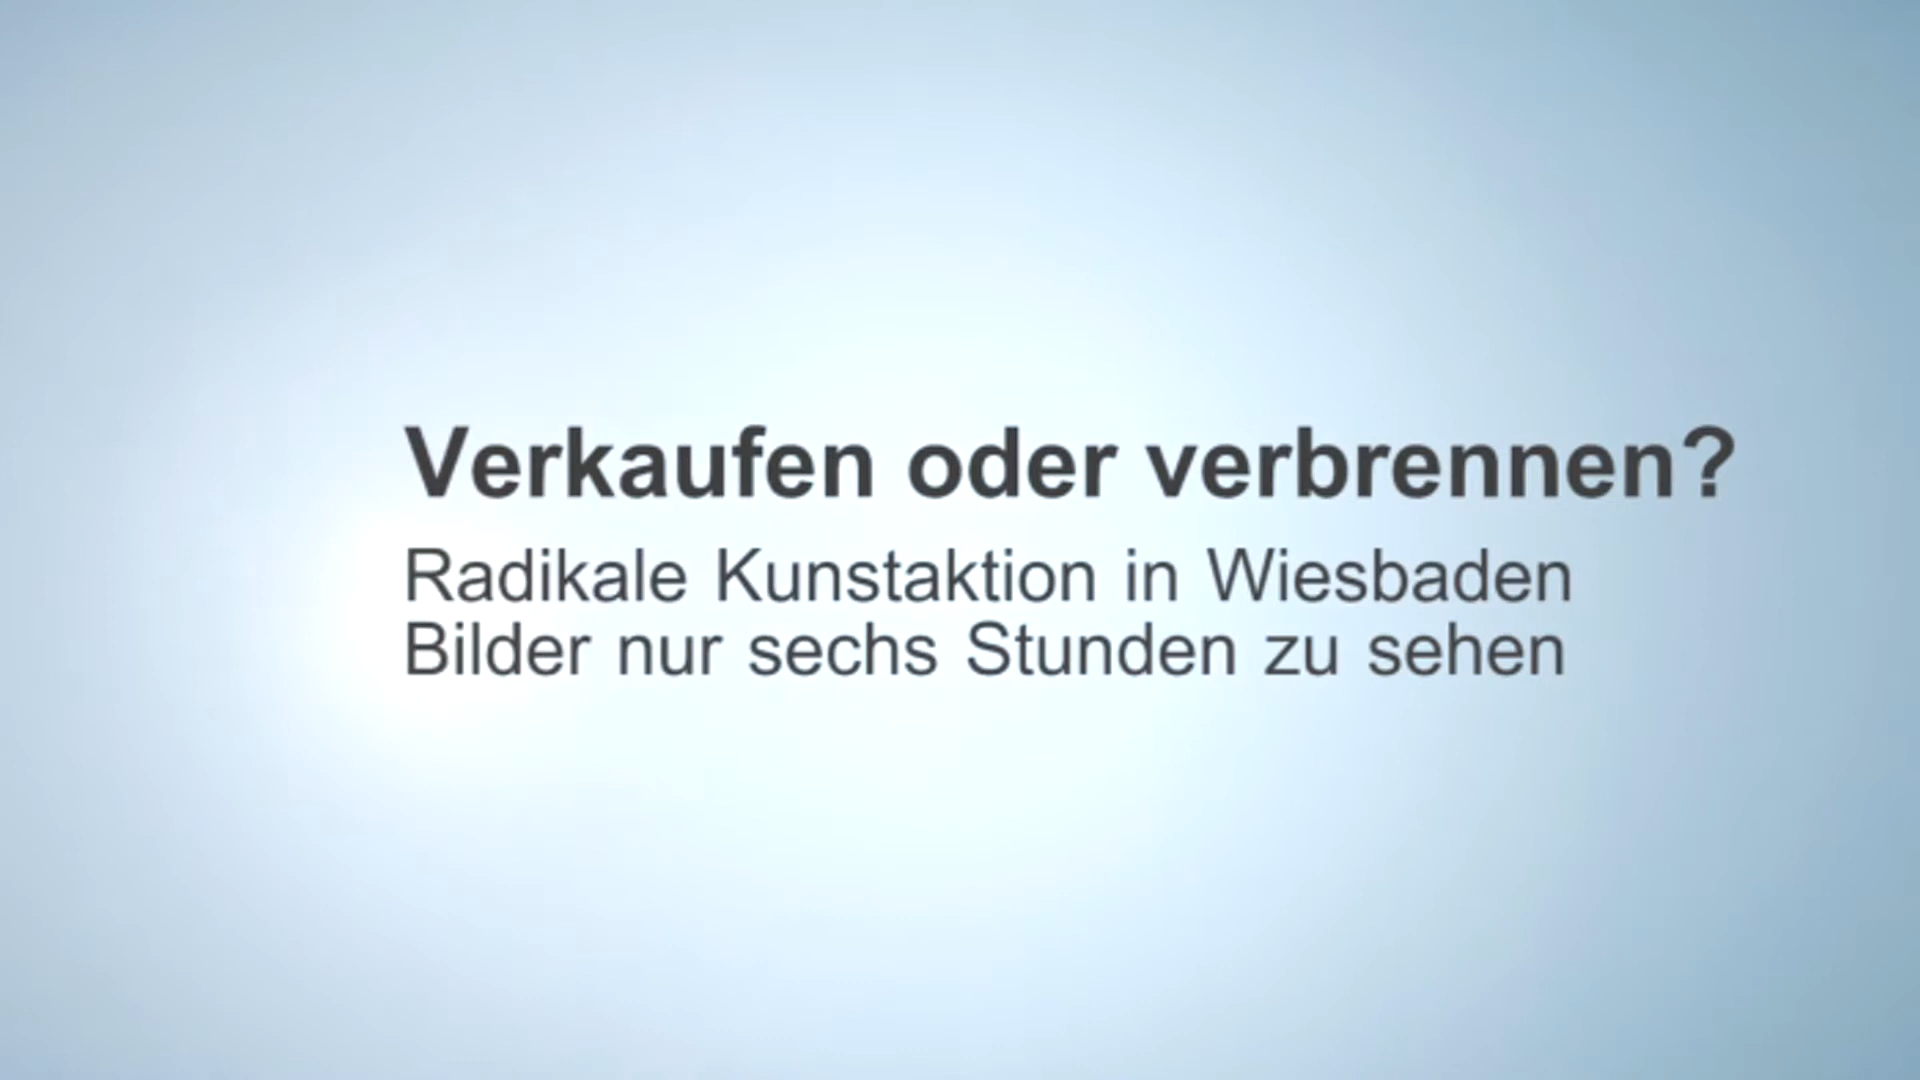 Verkaufen oder verbrennen?
Radikale Kunstaktion in Wiesbaden
Bilder nur sechs Stunden zu sehen